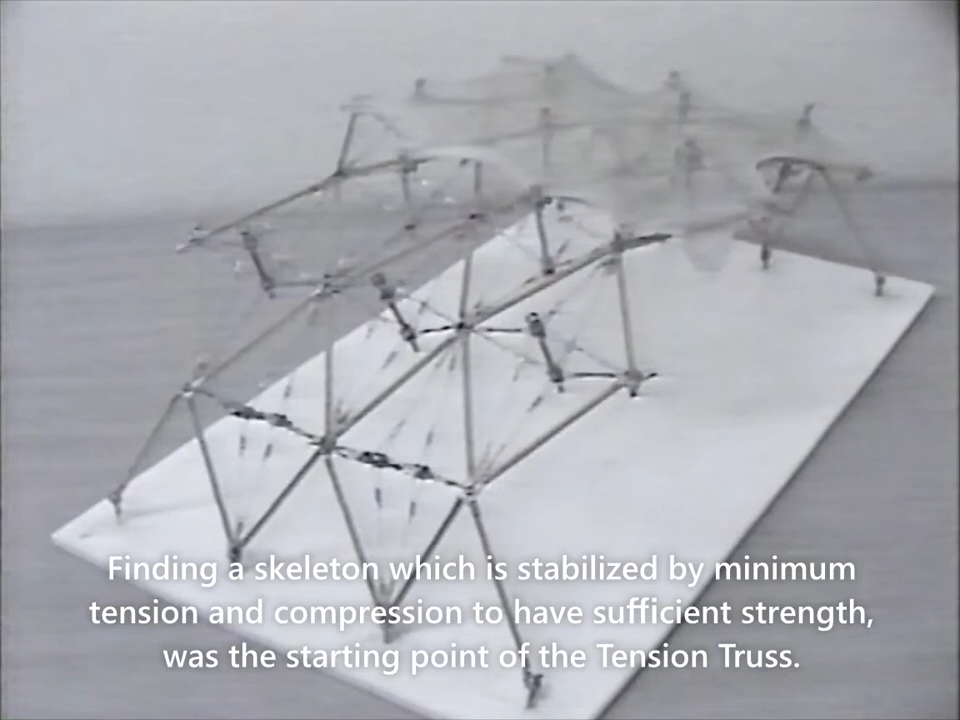 Finding a skeleton which is stabilized by minimum
tension and compression to have sufficient strength,
was the starting point of the Tension Truss.